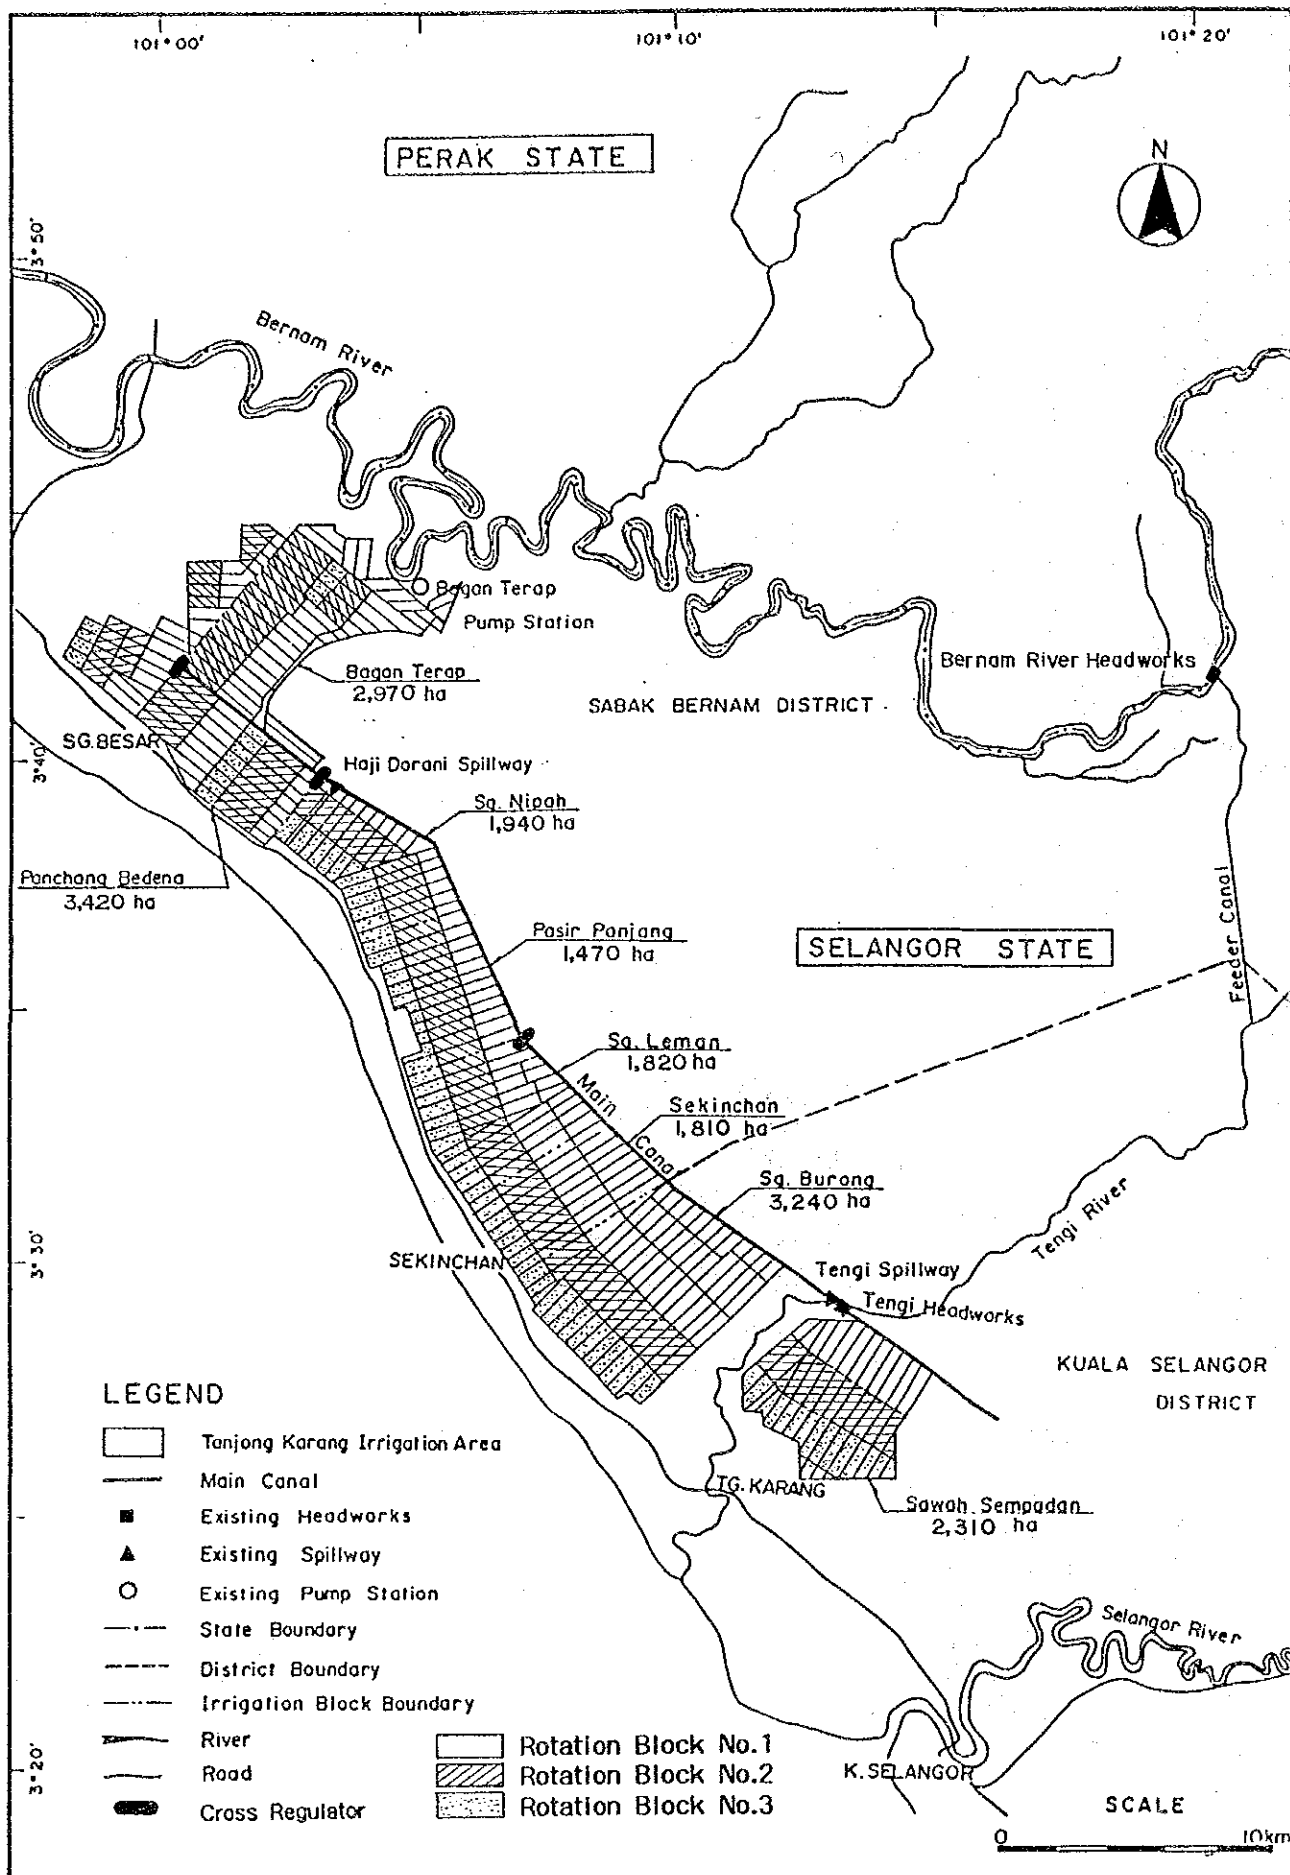 101°00'
101°10'
101°20'
PERAK STATE
N
3°50'
Bernam River
Bagan Terap
Pump Station
Bernam River Headworks
Bagan Terap
2,970 ha
SABAK BERNAM DISTRICT
SG.BESAR
3°40'
Haji Dorani Spillway
Sg. Nipah
1,940 ha
Panchang Bedena
3,420 ha
Pasir Panjang
1,470 ha
SELANGOR STATE
Feeder Canal
Sg. Leman
1,820 ha
Main Canal
Sekinchan
1,810 ha
Sg. Burong
3,240 ha
Tengi River
3°30'
SEKINCHAN
Tengi Spillway
Tengi Headworks
KUALA SELANGOR
DISTRICT
LEGEND
Tanjong Karang Irrigation Area
Main Canal
Existing Headworks
Existing Spillway
Existing Pump Station
State Boundary
District Boundary
Irrigation Block Boundary
River
Road
Cross Regulator
TG. KARANG
Sawah Sempadan
2,310 ha
Selangor River
Rotation Block No.1
Rotation Block No.2
Rotation Block No.3
3°20'
K.SELANGOR
SCALE
0 10km